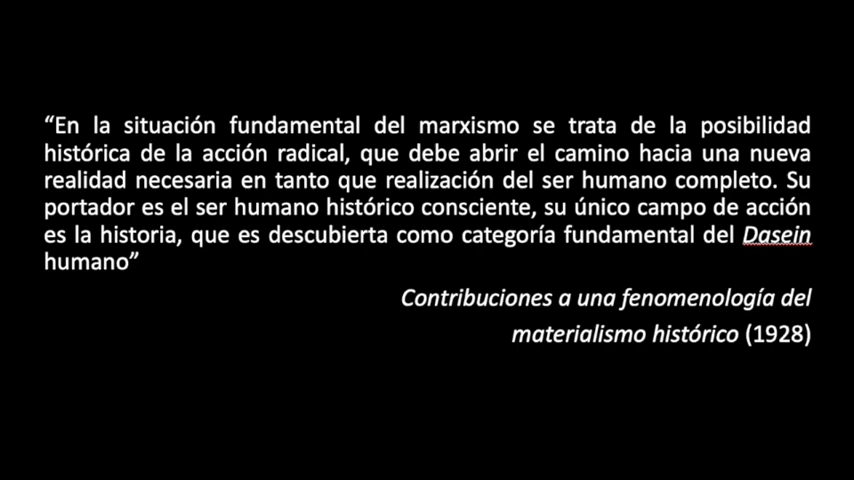 “En la situación fundamental del marxismo se trata de la posibilidad
histórica de la acción radical, que debe abrir el camino hacia una nueva
realidad necesaria en tanto que realización del ser humano completo. Su
portador es el ser humano histórico consciente, su único campo de acción
es la historia, que es descubierta como categoría fundamental del Dasein
humano”
Contribuciones a una fenomenología del
materialismo histórico (1928)